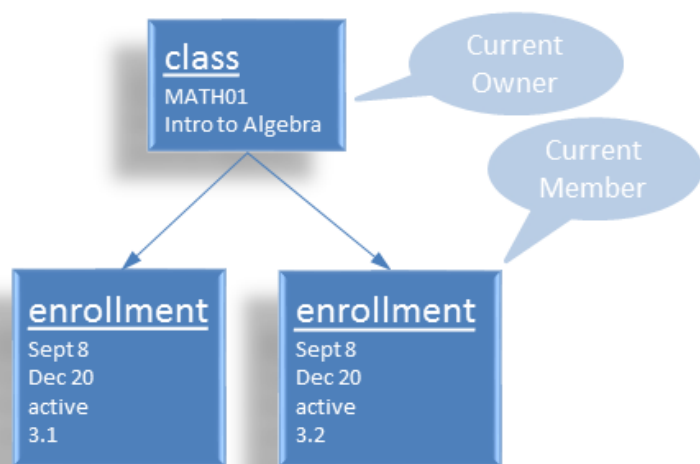 class
MATH01
Intro to Algebra
Current
Owner
Current
Member
enrollment
Sept 8
Dec 20
active
3.1
enrollment
Sept 8
Dec 20
active
3.2